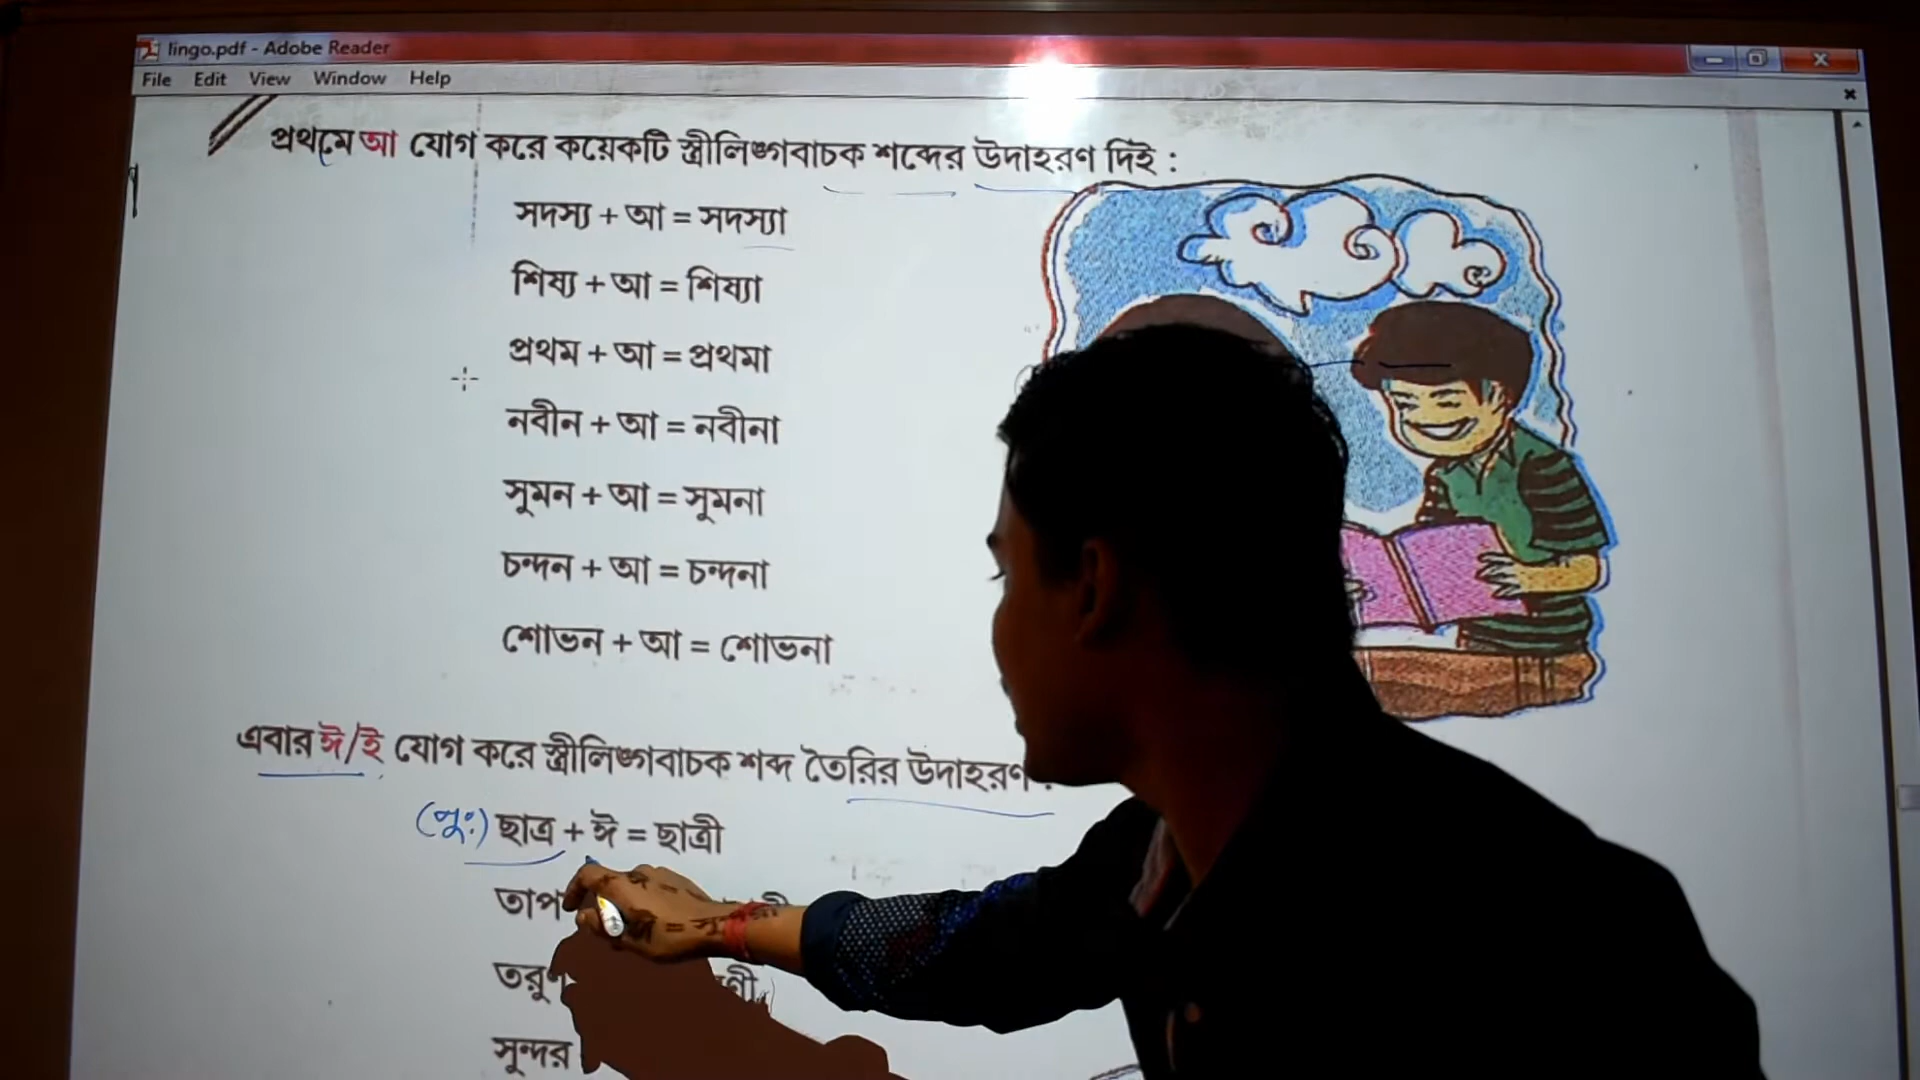 lingo.pdf - Adobe Reader
File Edit View Window Help
প্রথমে আ যোগ করে কয়েকটি স্ত্রীলিঙ্গবাচক শব্দের উদাহরণ দিই :
সদস্য + আ = সদস্যা
শিষ্য + আ = শিষ্যা
প্রথম + আ = প্রথমা
নবীন + আ = নবীনা
সুমন + আ = সুমনা
চন্দন + আ = চন্দনা
শোভন + আ = শোভনা
এবার ঈ/ই যোগ করে স্ত্রীলিঙ্গবাচক শব্দ তৈরির উদাহরণ
(পুং) ছাত্র + ঈ = ছাত্রী
সুন্দর